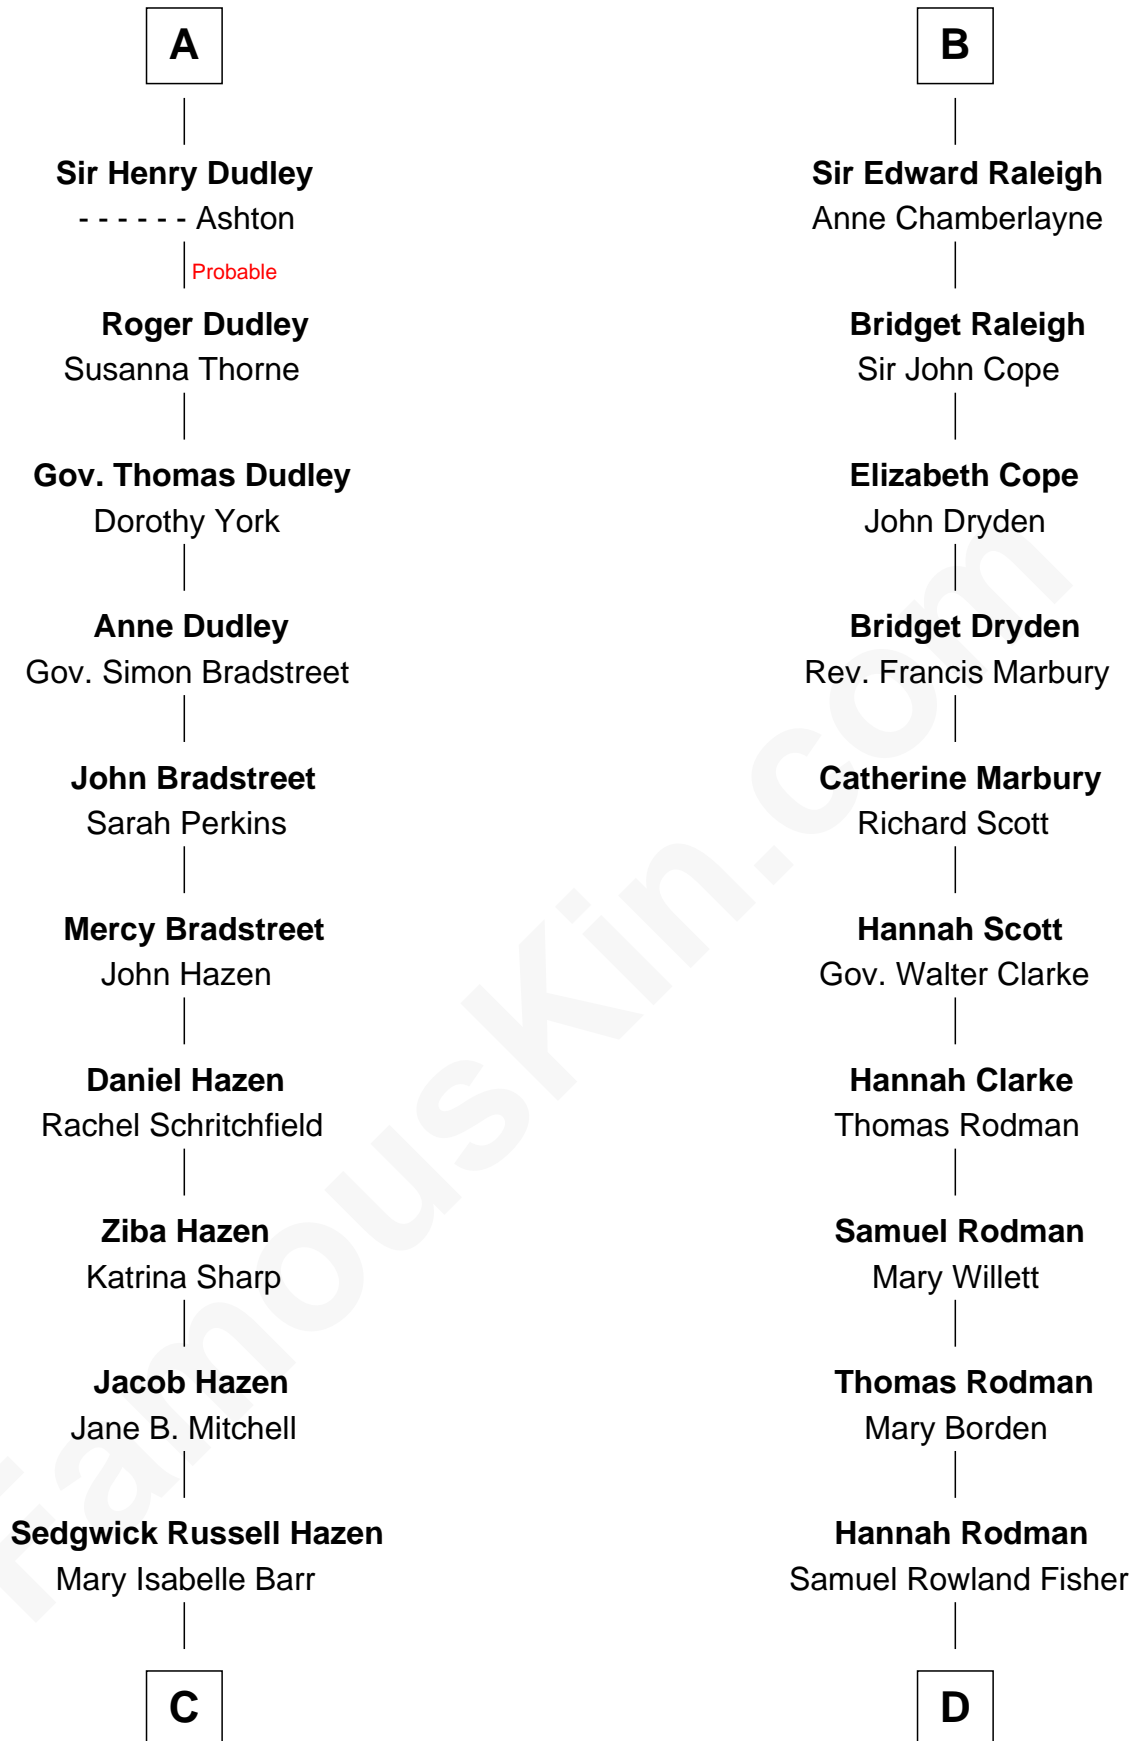 A
Sir Henry Dudley
- - - - - - Ashton
Probable
Roger Dudley
Susanna Thorne
Gov. Thomas Dudley
Dorothy York
Anne Dudley
Gov. Simon Bradstreet
John Bradstreet
Sarah Perkins
Mercy Bradstreet
John Hazen
Daniel Hazen
Rachel Schritchfield
Ziba Hazen
Katrina Sharp
Jacob Hazen
Jane B. Mitchell
Sedgwick Russell Hazen
Mary Isabelle Barr
C
B
Sir Edward Raleigh
Anne Chamberlayne
Bridget Raleigh
Sir John Cope
Elizabeth Cope
John Dryden
Bridget Dryden
Rev. Francis Marbury
Catherine Marbury
Richard Scott
Hannah Scott
Gov. Walter Clarke
Hannah Clarke
Thomas Rodman
Samuel Rodman
Mary Willett
Thomas Rodman
Mary Borden
Hannah Rodman
Samuel Rowland Fisher
D
FamousKin.com